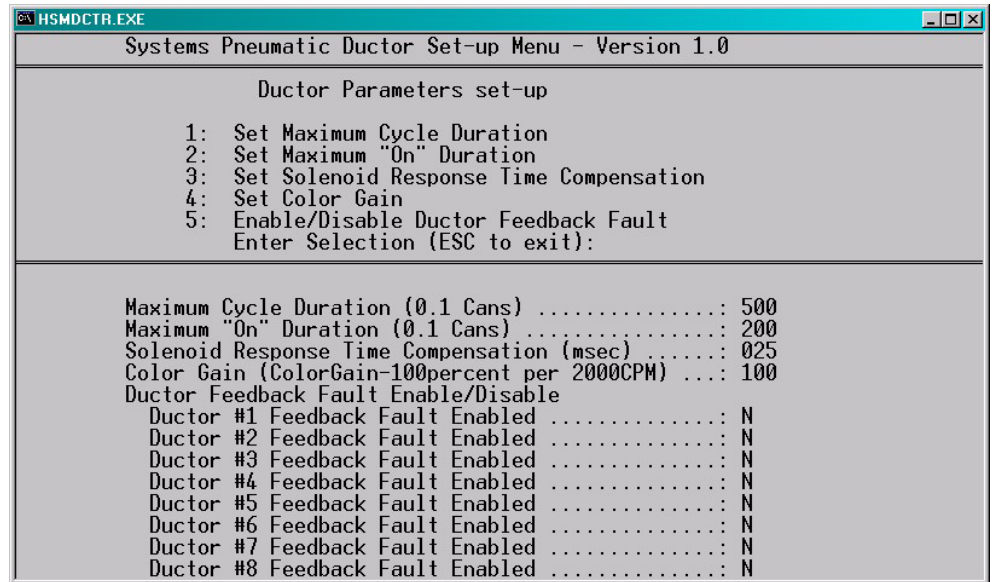 HSMDCTR.EXE
Systems Pneumatic Ductor Set-up Menu - Version 1.0
Ductor Parameters set-up
1: Set Maximum Cycle Duration
2: Set Maximum "On" Duration
3: Set Solenoid Response Time Compensation
4: Set Color Gain
5: Enable/Disable Ductor Feedback Fault
Enter Selection (ESC to exit):
Maximum Cycle Duration (0.1 Cans) ...............: 500
Maximum "On" Duration (0.1 Cans) ................: 200
Solenoid Response Time Compensation (msec) ......: 025
Color Gain (ColorGain-100percent per 2000CPM) ...: 100
Ductor Feedback Fault Enable/Disable
Ductor #1 Feedback Fault Enabled ..............: N
Ductor #2 Feedback Fault Enabled ..............: N
Ductor #3 Feedback Fault Enabled ..............: N
Ductor #4 Feedback Fault Enabled ..............: N
Ductor #5 Feedback Fault Enabled ..............: N
Ductor #6 Feedback Fault Enabled ..............: N
Ductor #7 Feedback Fault Enabled ..............: N
Ductor #8 Feedback Fault Enabled ..............: N